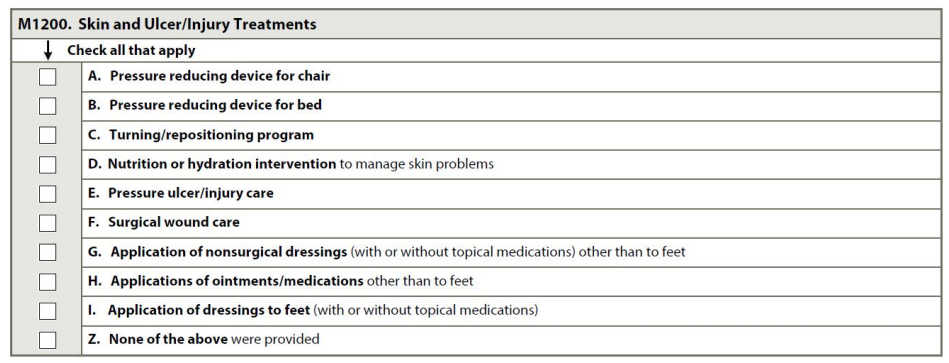 M1200. Skin and Ulcer/Injury Treatments
Check all that apply
A. Pressure reducing device for chair
B. Pressure reducing device for bed
C. Turning/repositioning program
D. Nutrition or hydration intervention to manage skin problems
E. Pressure ulcer/injury care
F. Surgical wound care
G. Application of nonsurgical dressings (with or without topical medications) other than to feet
H. Applications of ointments/medications other than to feet
I. Application of dressings to feet (with or without topical medications)
Z. None of the above were provided